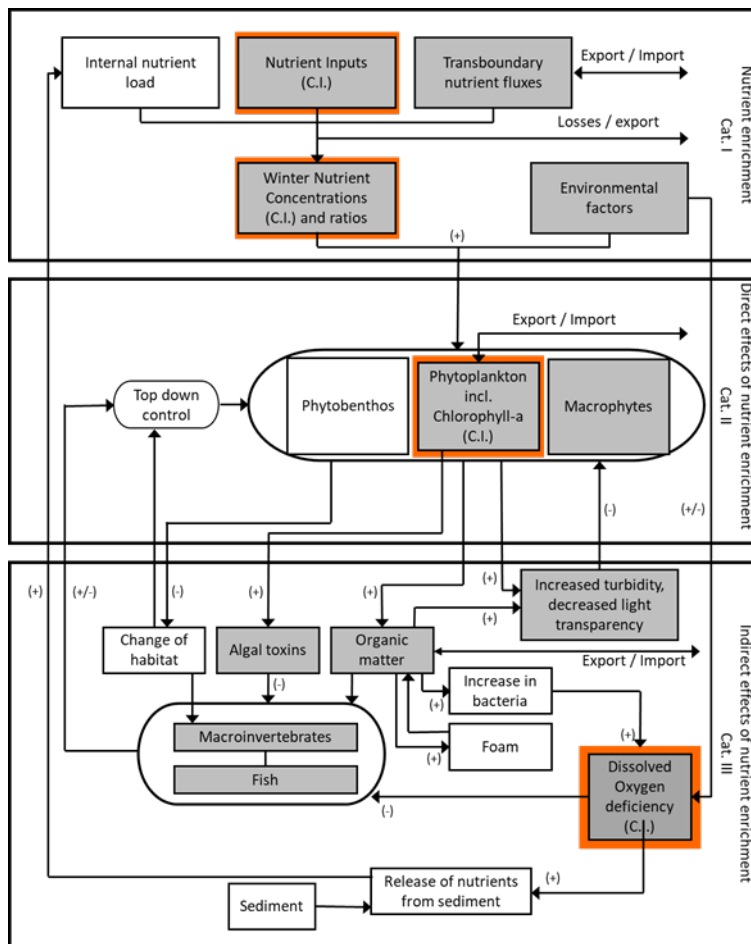 Internal nutrient
load
Nutrient Inputs
(C.I.)
Transboundary
nutrient fluxes
Export / Import
Losses / export
Winter Nutrient
Concentrations
(C.I.) and ratios
Environmental
factors
(+)
Nutrient enrichment
Cat. I
Export / Import
Top down
control
Phytobenthos
Phytoplankton
incl.
Chlorophyll-a
(C.I.)
Macrophytes
(-)
(+/-)
Direct effects of nutrient enrichment
Cat. II
(+)
(+/-)
(-)
(+)
(+)
(+)
Increased turbidity,
decreased light
transparency
(+)
Change of
habitat
Algal toxins
Organic
matter
Export / Import
(-)
(+)
Increase in
bacteria
(+)
Macroinvertebrates
Foam
(+)
Fish
Dissolved
Oxygen
deficiency
(C.I.)
(-)
Release of nutrients
from sediment
(+)
Sediment
Indirect effects of nutrient enrichment
Cat. III